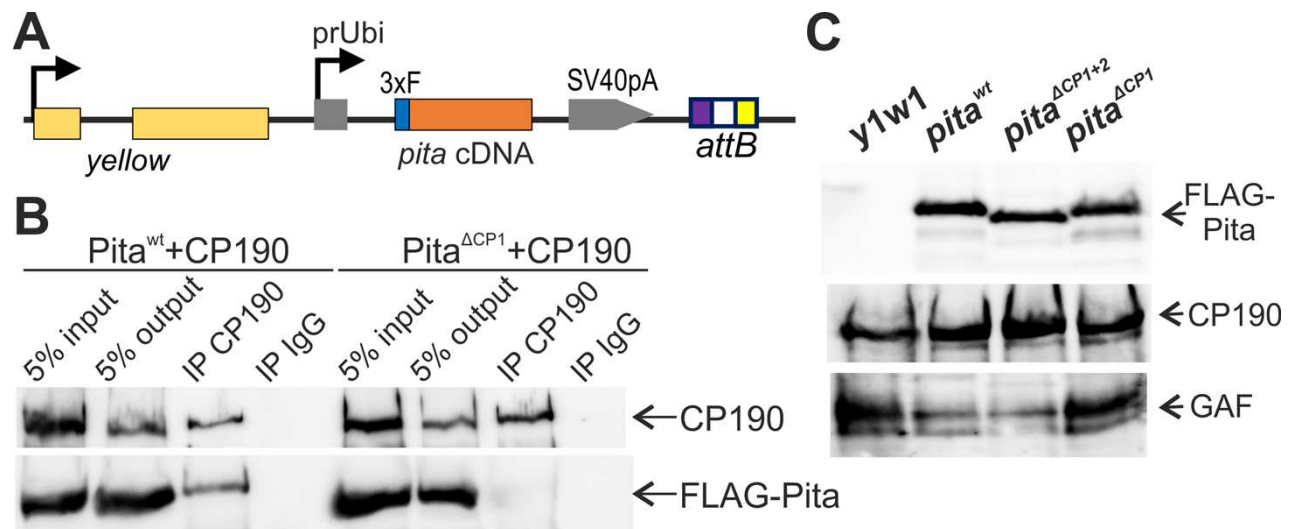 A
prUbi
3xF
SV40pA
yellow
pita cDNA
attB
B
Pita^wt+CP190
Pita^ΔCP1+CP190
5% input
5% output
IP CP190
IP IgG
5% input
5% output
IP CP190
IP IgG
CP190
FLAG-Pita
C
y1w1
pita^wt
pita^ΔCP1+2
pita^ΔCP1
FLAG-
Pita
CP190
GAF